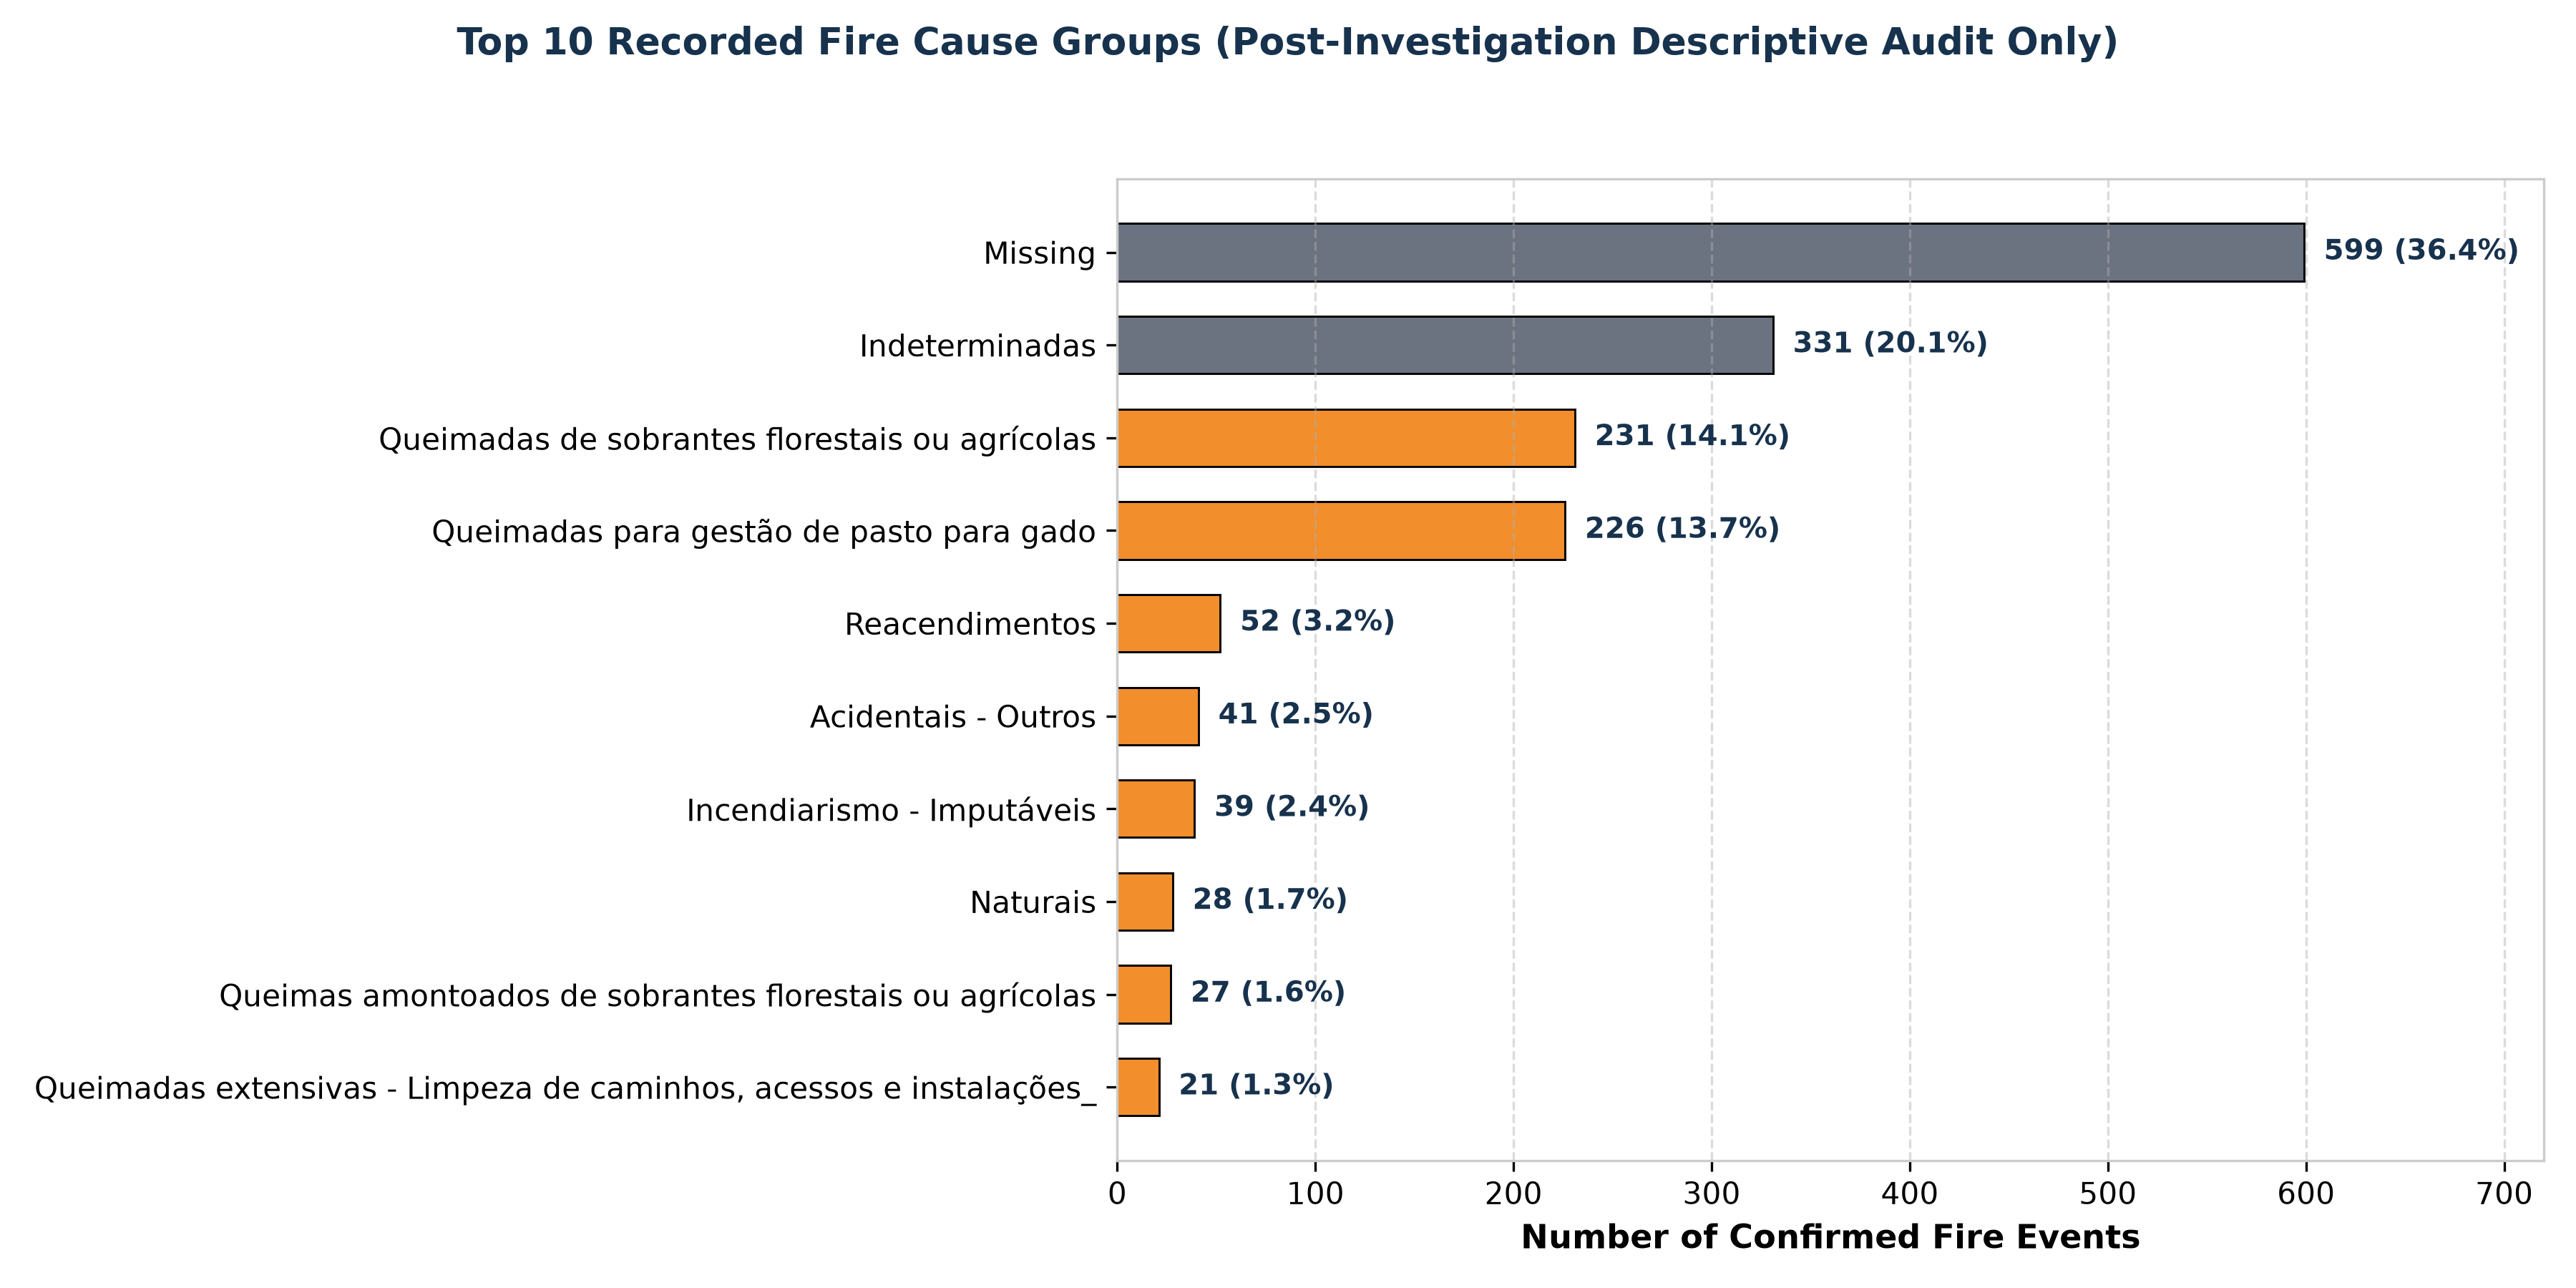 Top 10 Recorded Fire Cause Groups (Post-Investigation Descriptive Audit Only)
Missing
599 (36.4%)
Indeterminadas
331 (20.1%)
Queimadas de sobrantes florestais ou agrícolas
231 (14.1%)
Queimadas para gestão de pasto para gado
226 (13.7%)
Reacendimentos
52 (3.2%)
Acidentais - Outros
41 (2.5%)
Incendiarismo - Imputáveis
39 (2.4%)
Naturais
28 (1.7%)
Queimas amontoados de sobrantes florestais ou agrícolas
27 (1.6%)
Queimadas extensivas - Limpeza de caminhos, acessos e instalações_
21 (1.3%)
0 100 200 300 400 500 600 700
Number of Confirmed Fire Events